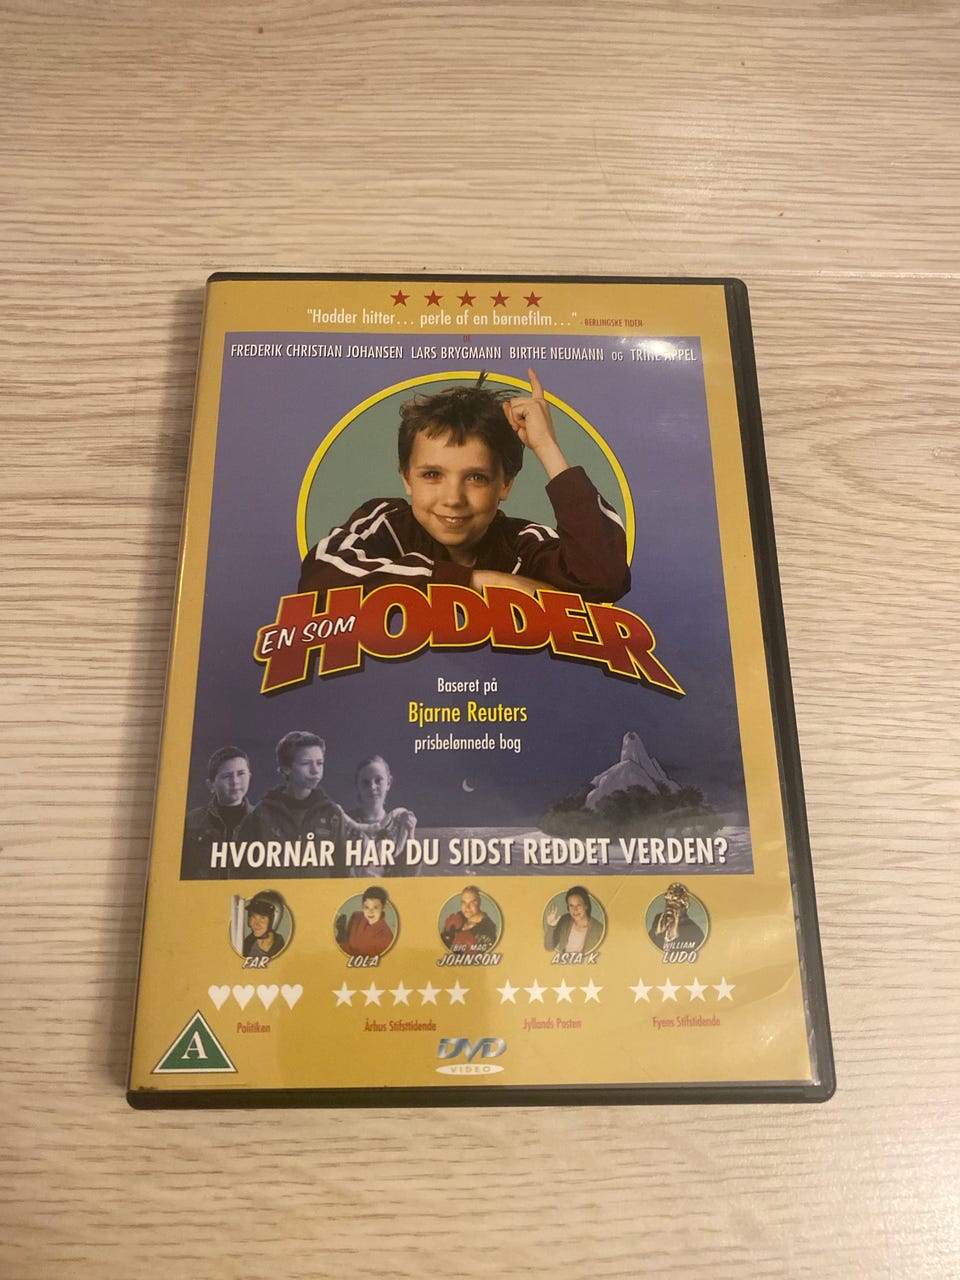 "Hodder hitter... perle af en børnefilm..." - BERLINGSKE TIDENDE
FREDERIK CHRISTIAN JOHANSEN LARS BRYGMANN BIRTHE NEUMANN OG TRINE APPEL
EN SOM HODDER
Baseret på
Bjarne Reuters
prisbelønnede bog
HVORNÅR HAR DU SIDST REDDET VERDEN?
FAR
LOLA
"BIG MAC" JOHNSON
ASTA K
WILLIAM LUDO
Politiken
Århus Stifsttidende
Jyllands Posten
Fyens Stifstidende
A
DVD
VIDEO